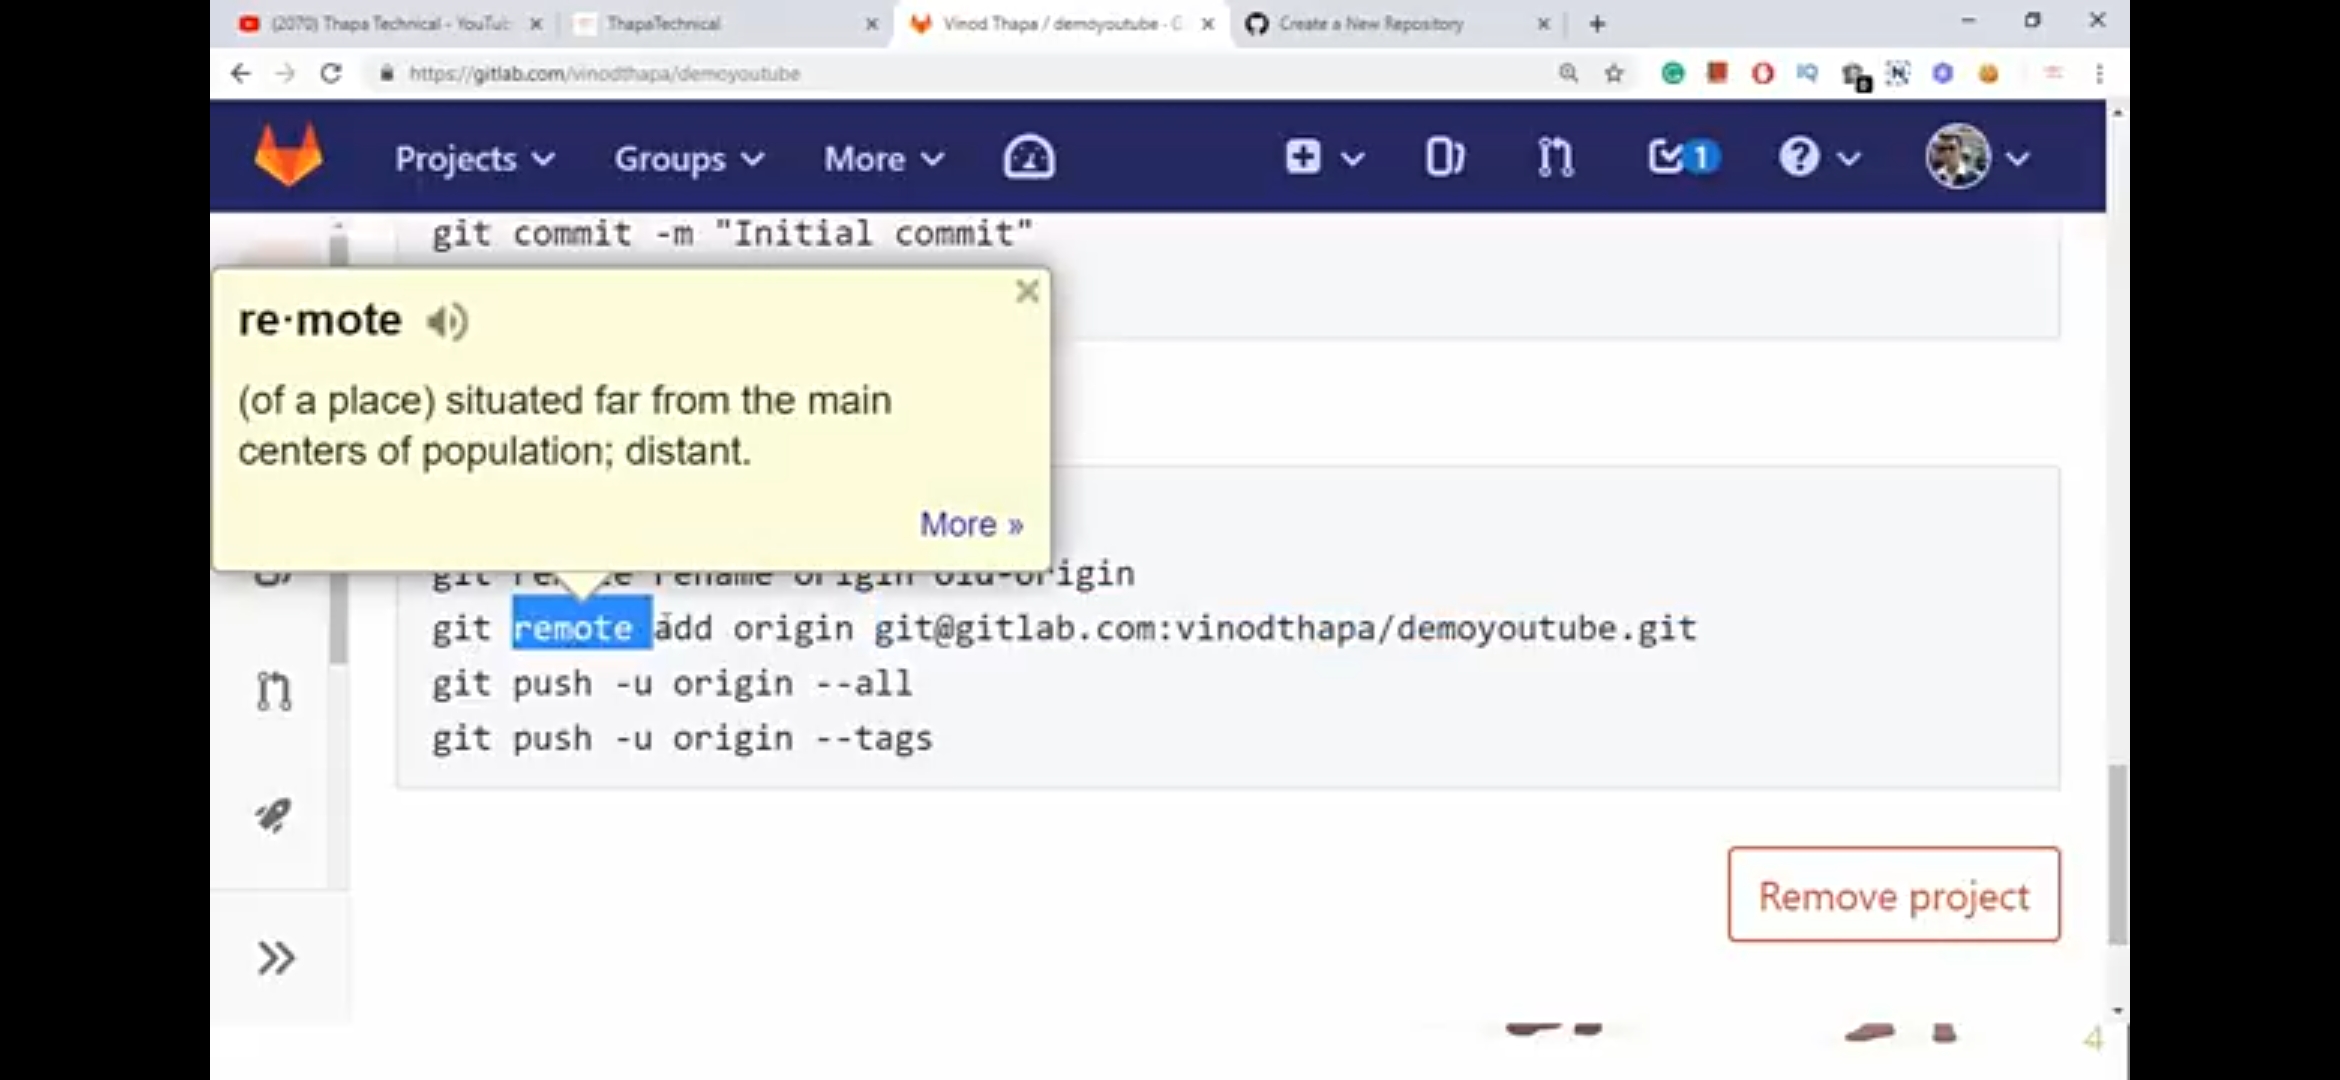 (2070) Thapa Technical - YouTub
ThapaTechnical
Vinod Thapa / demoyoutube - G
Create a New Repository
https://gitlab.com/vinodthapa/demoyoutube
Projects
Groups
More
1
git commit -m "Initial commit"
re·mote
(of a place) situated far from the main
centers of population; distant.
More »
git remote rename origin old-origin
git remote add origin git@gitlab.com:vinodthapa/demoyoutube.git
git push -u origin --all
git push -u origin --tags
Remove project
4